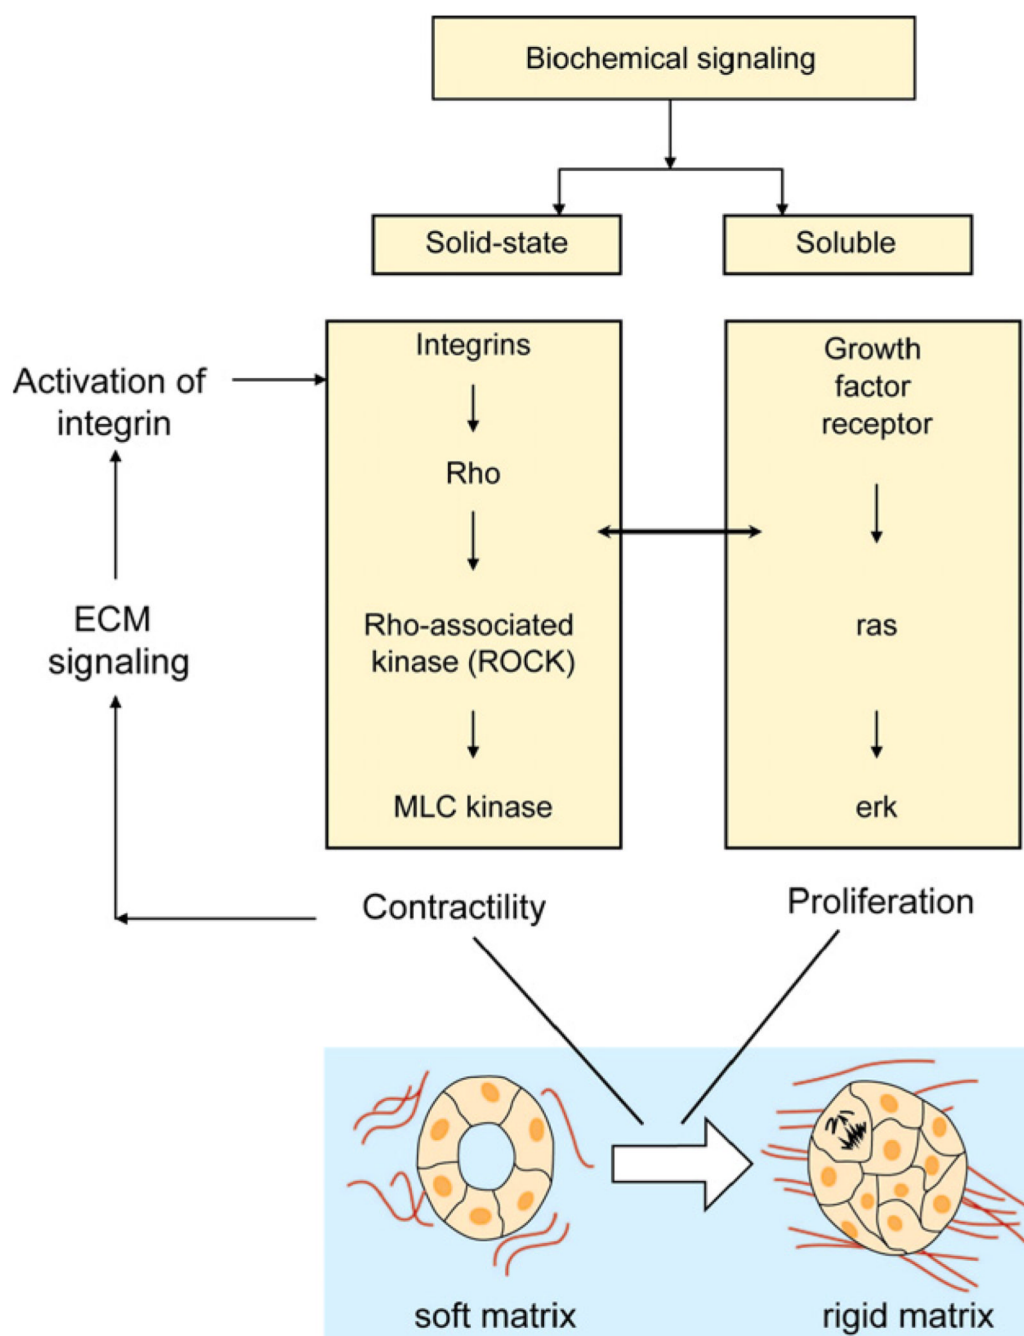 Biochemical signaling
Solid-state
Soluble
Activation of
integrin
ECM
signaling
Integrins
Rho
Rho-associated
kinase (ROCK)
MLC kinase
Growth
factor
receptor
ras
erk
Contractility
Proliferation
soft matrix
rigid matrix